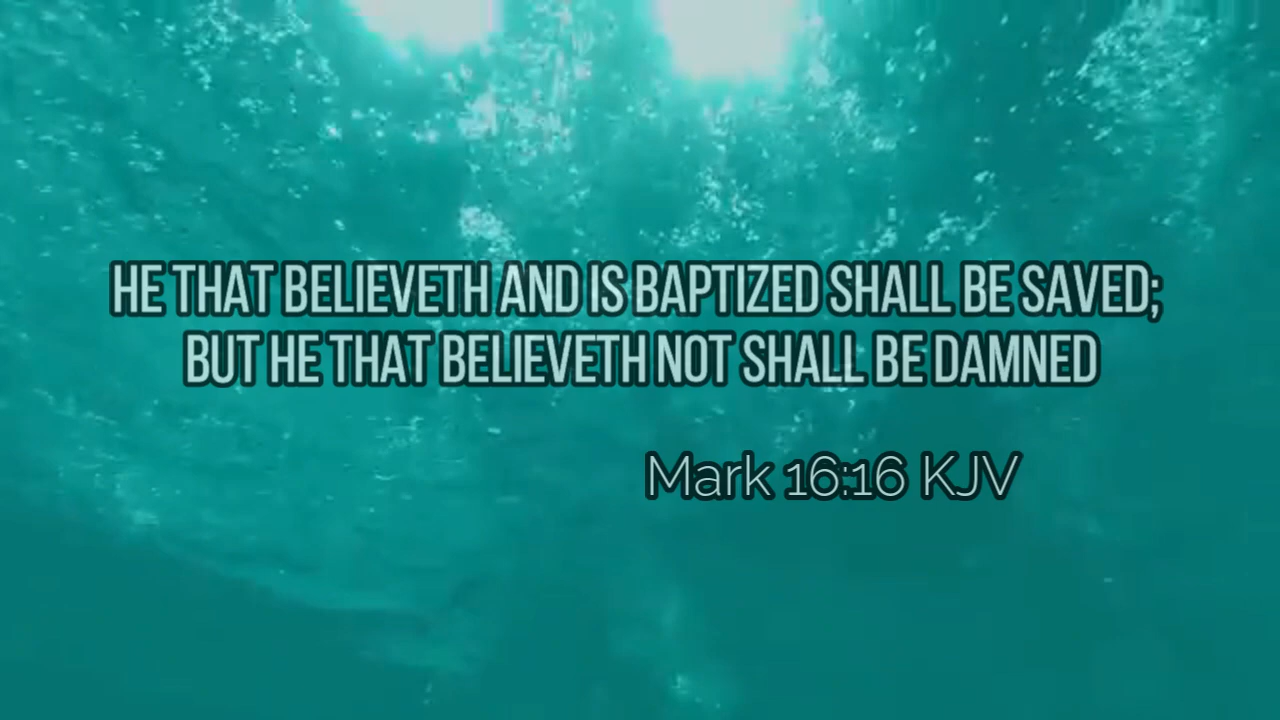 HE THAT BELIEVETH AND IS BAPTIZED SHALL BE SAVED;
BUT HE THAT BELIEVETH NOT SHALL BE DAMNED
Mark 16:16 KJV